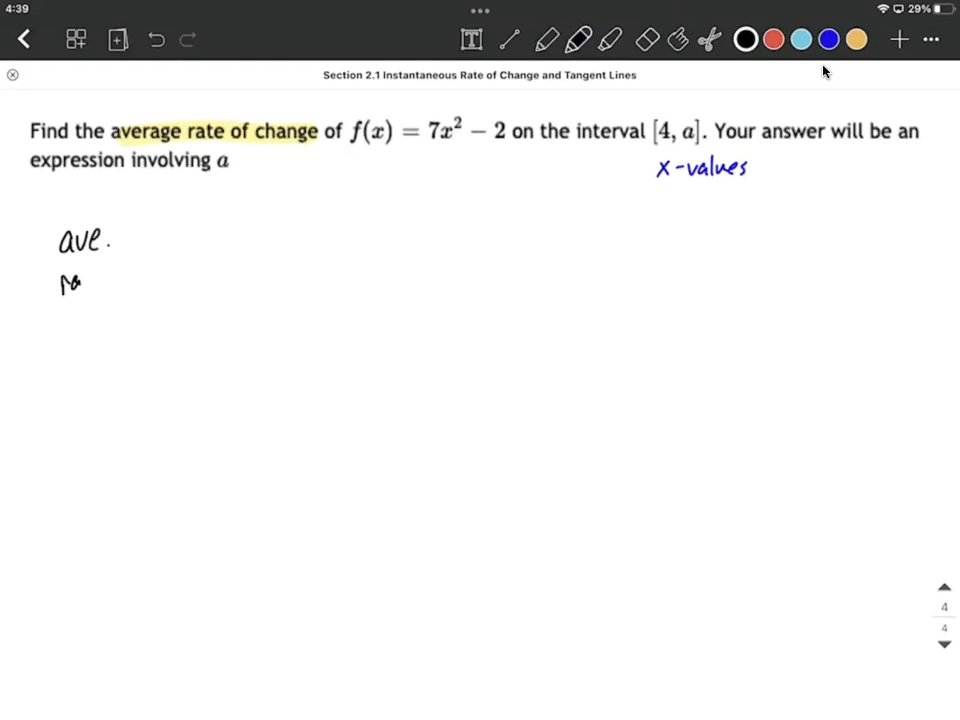 4:39
29%
Section 2.1 Instantaneous Rate of Change and Tangent Lines
Find the average rate of change of f(x) = 7x² − 2 on the interval [4, a]. Your answer will be an
expression involving a
x-values
ave.
ra
4
4